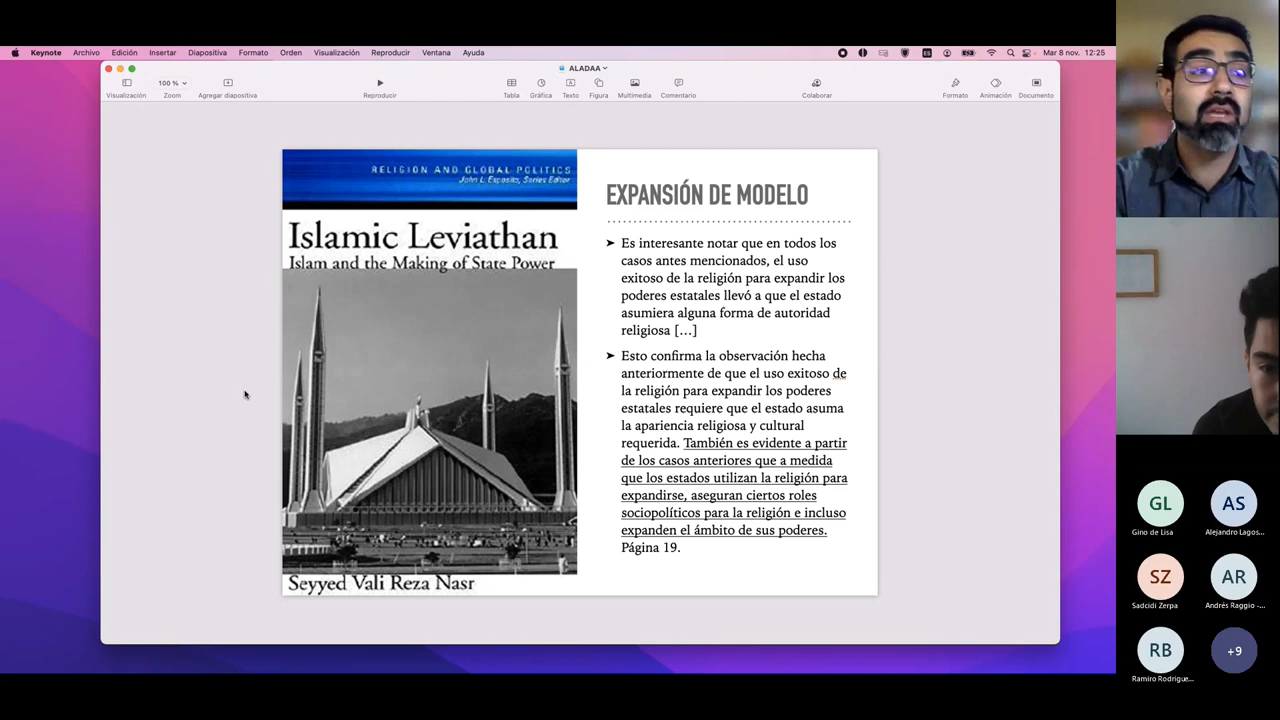 Keynote Archivo Edición Insertar Diapositiva Formato Orden Visualización Reproducir Ventana Ayuda
ES
Mar 8 nov. 12:25
ALADAA
100 %
Visualización Zoom Agregar diapositiva Reproducir Tabla Gráfica Texto Figura Multimedia Comentario Colaborar Formato Animación Documento
RELIGION AND GLOBAL POLITICS
John L. Esposito, Series Editor
Islamic Leviathan
Islam and the Making of State Power
Seyyed Vali Reza Nasr
EXPANSIÓN DE MODELO
➤ Es interesante notar que en todos los
casos antes mencionados, el uso
exitoso de la religión para expandir los
poderes estatales llevó a que el estado
asumiera alguna forma de autoridad
religiosa […]
➤ Esto confirma la observación hecha
anteriormente de que el uso exitoso de
la religión para expandir los poderes
estatales requiere que el estado asuma
la apariencia religiosa y cultural
requerida. También es evidente a partir
de los casos anteriores que a medida
que los estados utilizan la religión para
expandirse, aseguran ciertos roles
sociopolíticos para la religión e incluso
expanden el ámbito de sus poderes.
Página 19.
GL AS
Gino de Lisa Alejandro Lagos...
SZ AR
Sadcidi Zerpa Andrés Raggio -...
RB +9
Ramiro Rodrigue...